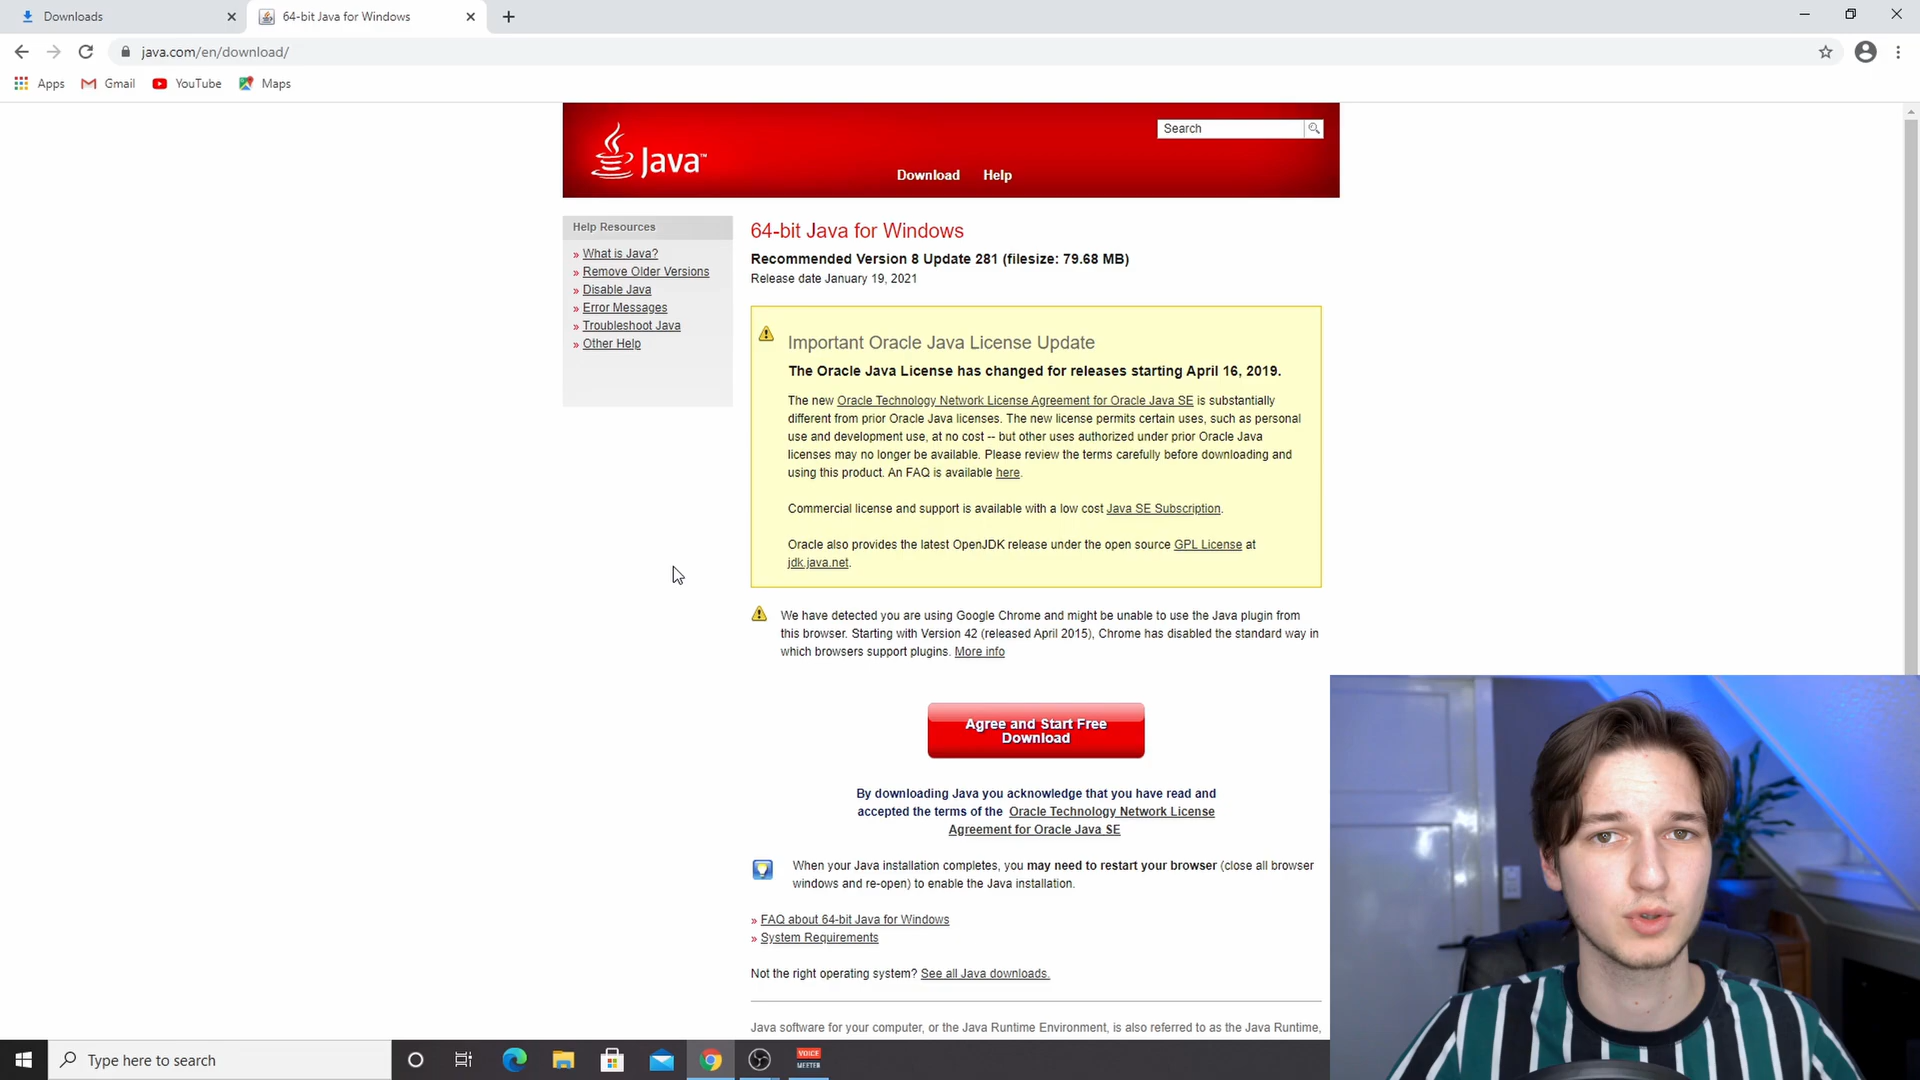 Downloads
64-bit Java for Windows
java.com/en/download/
Apps
Gmail
YouTube
Maps
Java™
Search
Download
Help
Help Resources
» What is Java?
» Remove Older Versions
» Disable Java
» Error Messages
» Troubleshoot Java
» Other Help
64-bit Java for Windows
Recommended Version 8 Update 281 (filesize: 79.68 MB)
Release date January 19, 2021
Important Oracle Java License Update
The Oracle Java License has changed for releases starting April 16, 2019.
The new Oracle Technology Network License Agreement for Oracle Java SE is substantially
different from prior Oracle Java licenses. The new license permits certain uses, such as personal
use and development use, at no cost -- but other uses authorized under prior Oracle Java
licenses may no longer be available. Please review the terms carefully before downloading and
using this product. An FAQ is available here.
Commercial license and support is available with a low cost Java SE Subscription.
Oracle also provides the latest OpenJDK release under the open source GPL License at
jdk.java.net.
We have detected you are using Google Chrome and might be unable to use the Java plugin from
this browser. Starting with Version 42 (released April 2015), Chrome has disabled the standard way in
which browsers support plugins. More info
Agree and Start Free
Download
By downloading Java you acknowledge that you have read and
accepted the terms of the Oracle Technology Network License
Agreement for Oracle Java SE
When your Java installation completes, you may need to restart your browser (close all browser
windows and re-open) to enable the Java installation.
» FAQ about 64-bit Java for Windows
» System Requirements
Not the right operating system? See all Java downloads.
Java software for your computer, or the Java Runtime Environment, is also referred to as the Java Runtime,
Type here to search
VOICE
MEETER